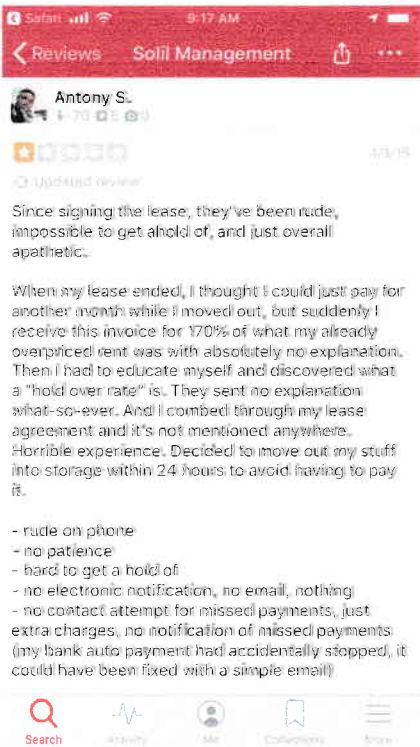 Safari 9:17 AM
Reviews Solil Management
Antony S.
70 5 0
Updated review
Since signing the lease, they've been rude,
impossible to get ahold of, and just overall
apathetic.
When my lease ended, I thought I could just pay for
another month while I moved out, but suddenly I
receive this invoice for 170% of what my already
overpriced rent was with absolutely no explanation.
Then I had to educate myself and discovered what
a "hold over rate" is. They sent no explanation
what-so-ever. And I combed through my lease
agreement and it's not mentioned anywhere.
Horrible experience. Decided to move out my stuff
into storage within 24 hours to avoid having to pay
it.
- rude on phone
- no patience
- hard to get a hold of
- no electronic notification, no email, nothing
- no contact attempt for missed payments, just
extra charges, no notification of missed payments
(my bank auto payment had accidentally stopped, it
could have been fixed with a simple email)
Search Activity Me Collections More